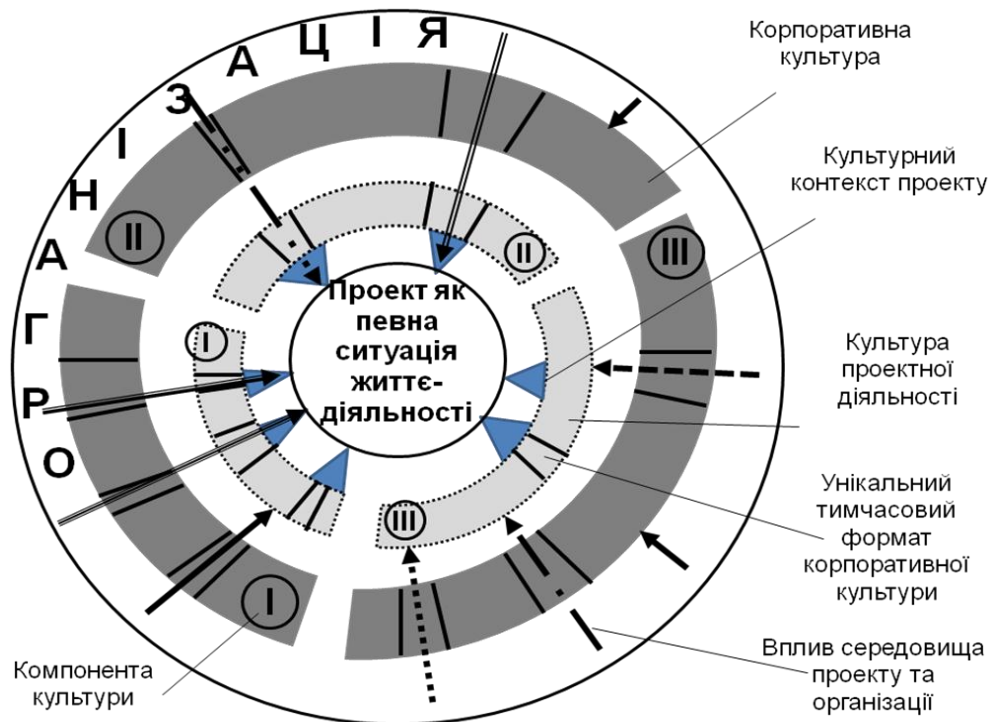 ОРГАНІЗАЦІЯ
Корпоративна
культура
Культурний
контекст проекту
II
III
II
I
Проект як
певна
ситуація
життє-
діяльності
Культура
проектної
діяльності
Унікальний
тимчасовий
формат
корпоративної
культури
III
I
Вплив середовища
проекту та
організації
Компонента
культури